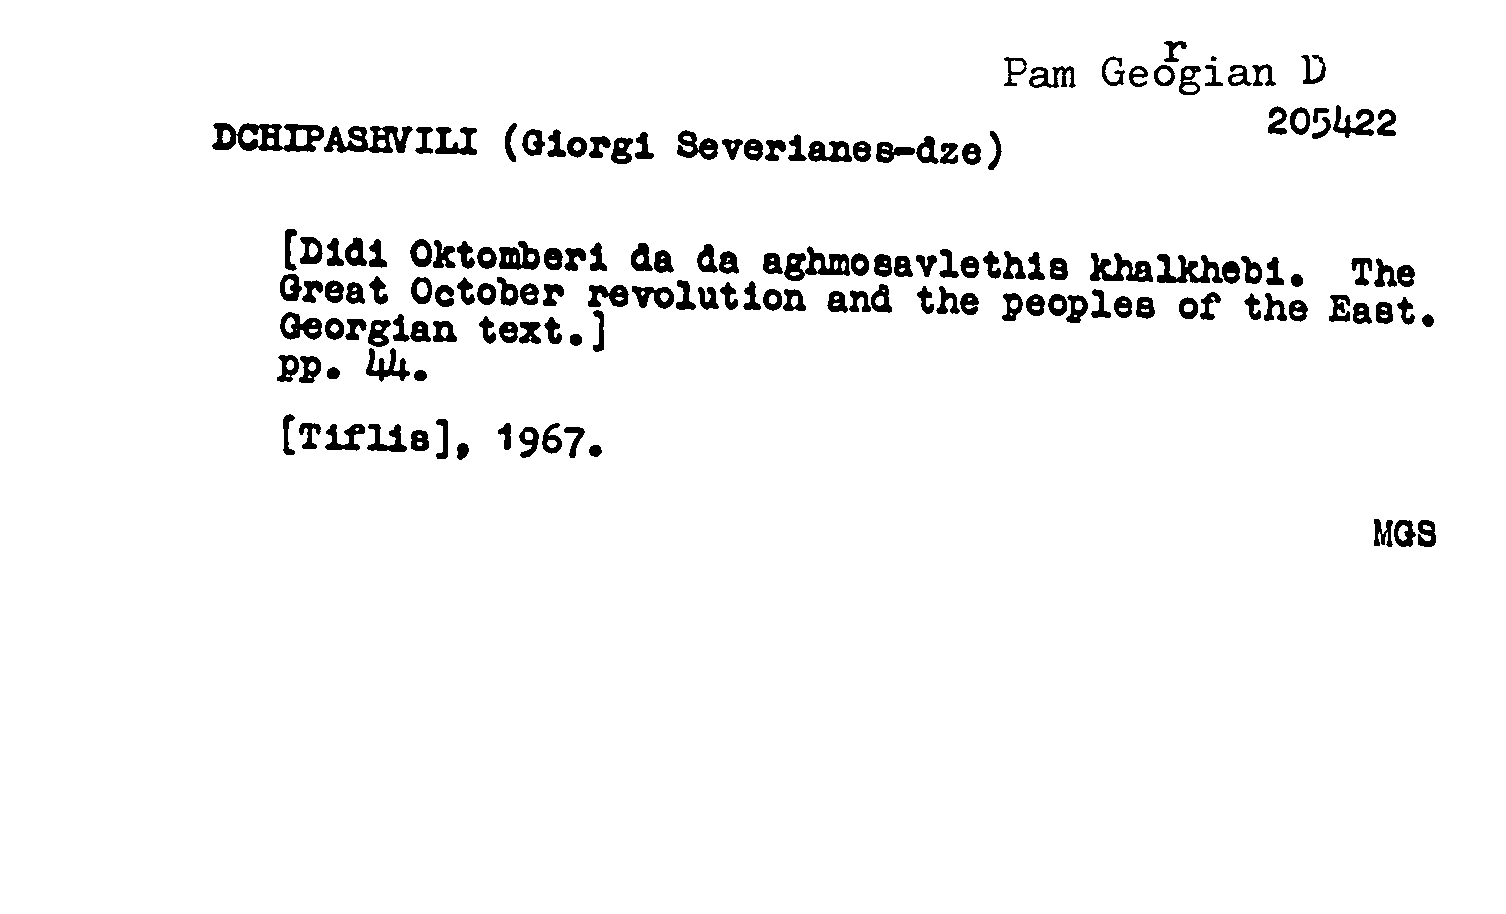 Pam Georgian D
205422
DCHIPASHVILI (Giorgi Severianes-dze)
[Didi Oktomberi da da aghmosavlethis khalkhebi. The
Great October revolution and the peoples of the East.
Georgian text.]
pp. 44.
[Tiflis], 1967.
MGS